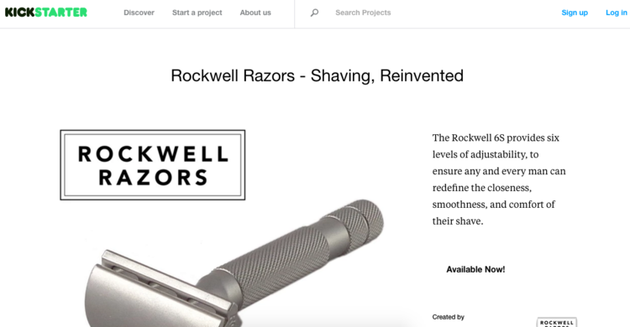 KICKSTARTER
Discover Start a project About us Search Projects Sign up Log in
Rockwell Razors - Shaving, Reinvented
ROCKWELL
RAZORS
The Rockwell 6S provides six
levels of adjustability, to
ensure any and every man can
redefine the closeness,
smoothness, and comfort of
their shave.
Available Now!
Created by
ROCKWELL